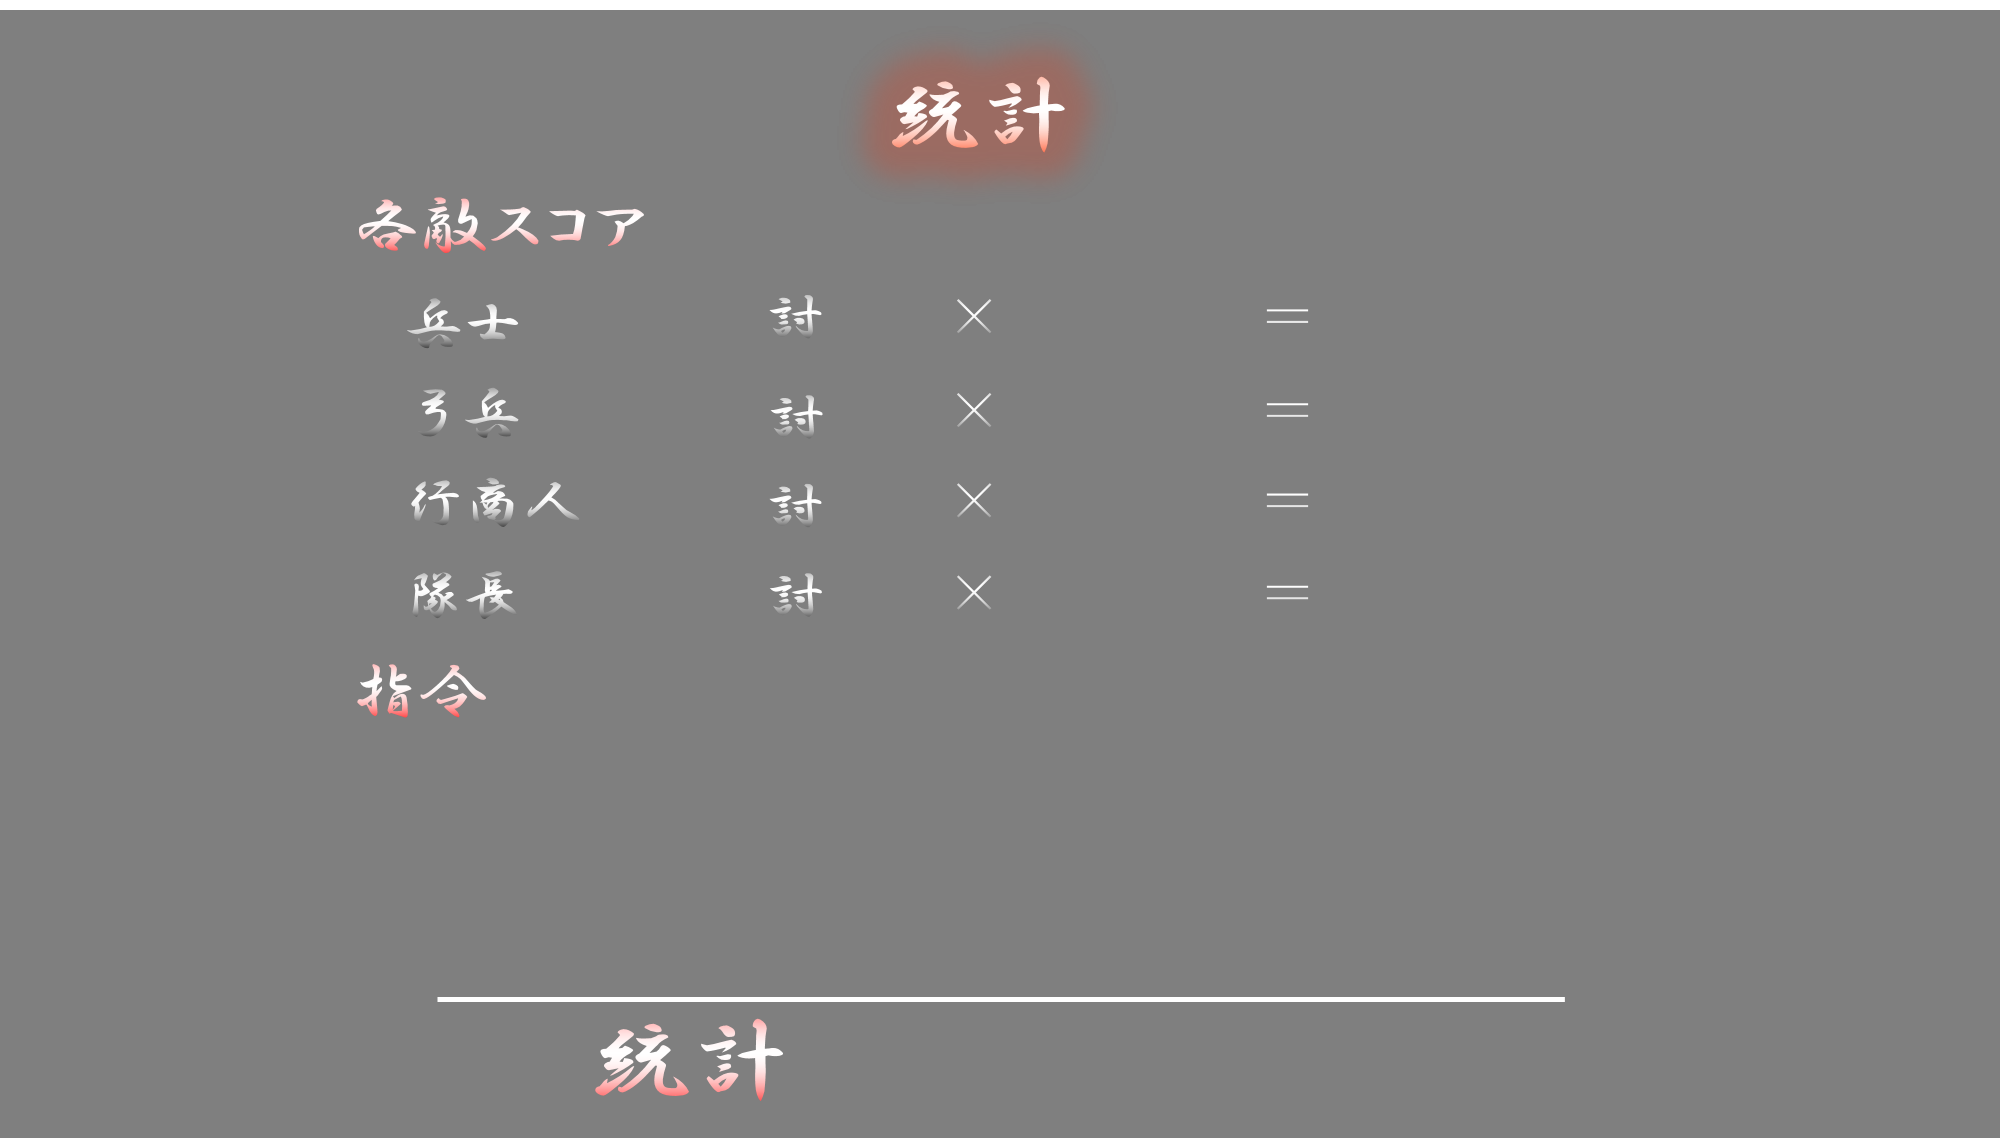 統計
各敵スコア
兵士 討 × =
弓兵 討 × =
行商人 討 × =
隊長 討 × =
指令
統計